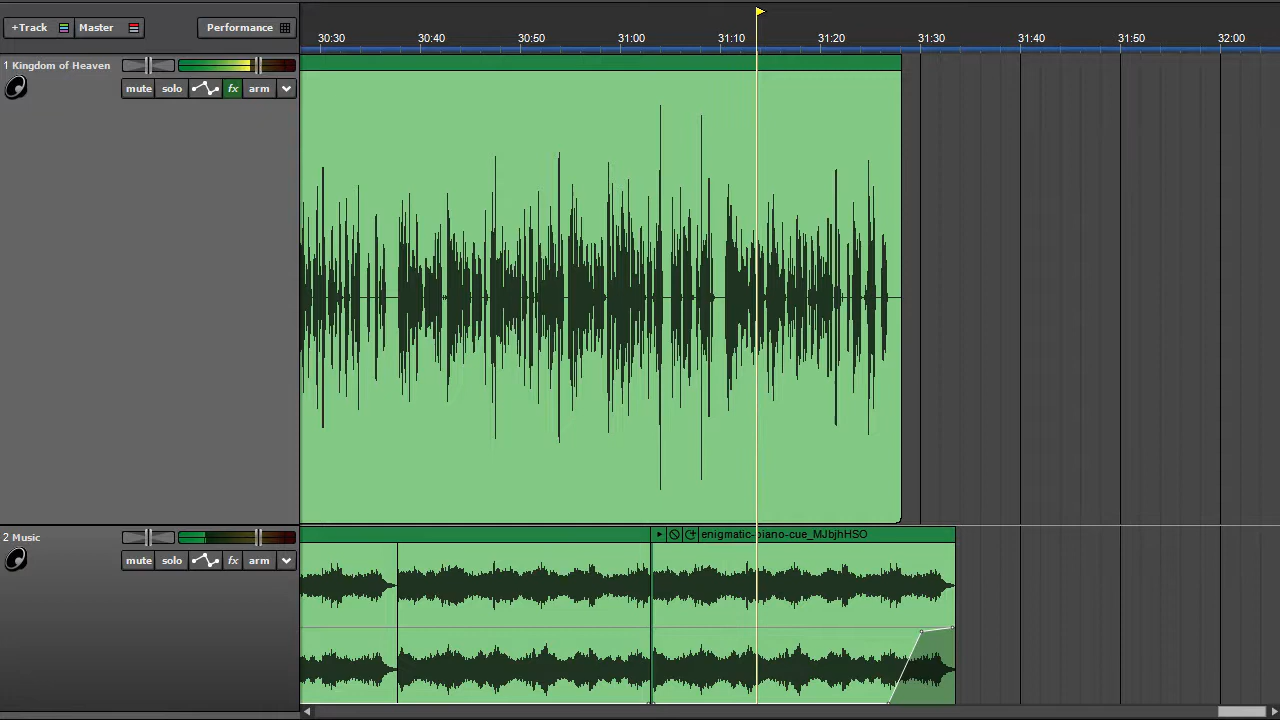 +Track Master Performance
30:30 30:40 30:50 31:00 31:10 31:20 31:30 31:40 31:50 32:00
1 Kingdom of Heaven
mute solo fx arm
2 Music
enigmatic-piano-cue_MJbjhHSO
mute solo fx arm